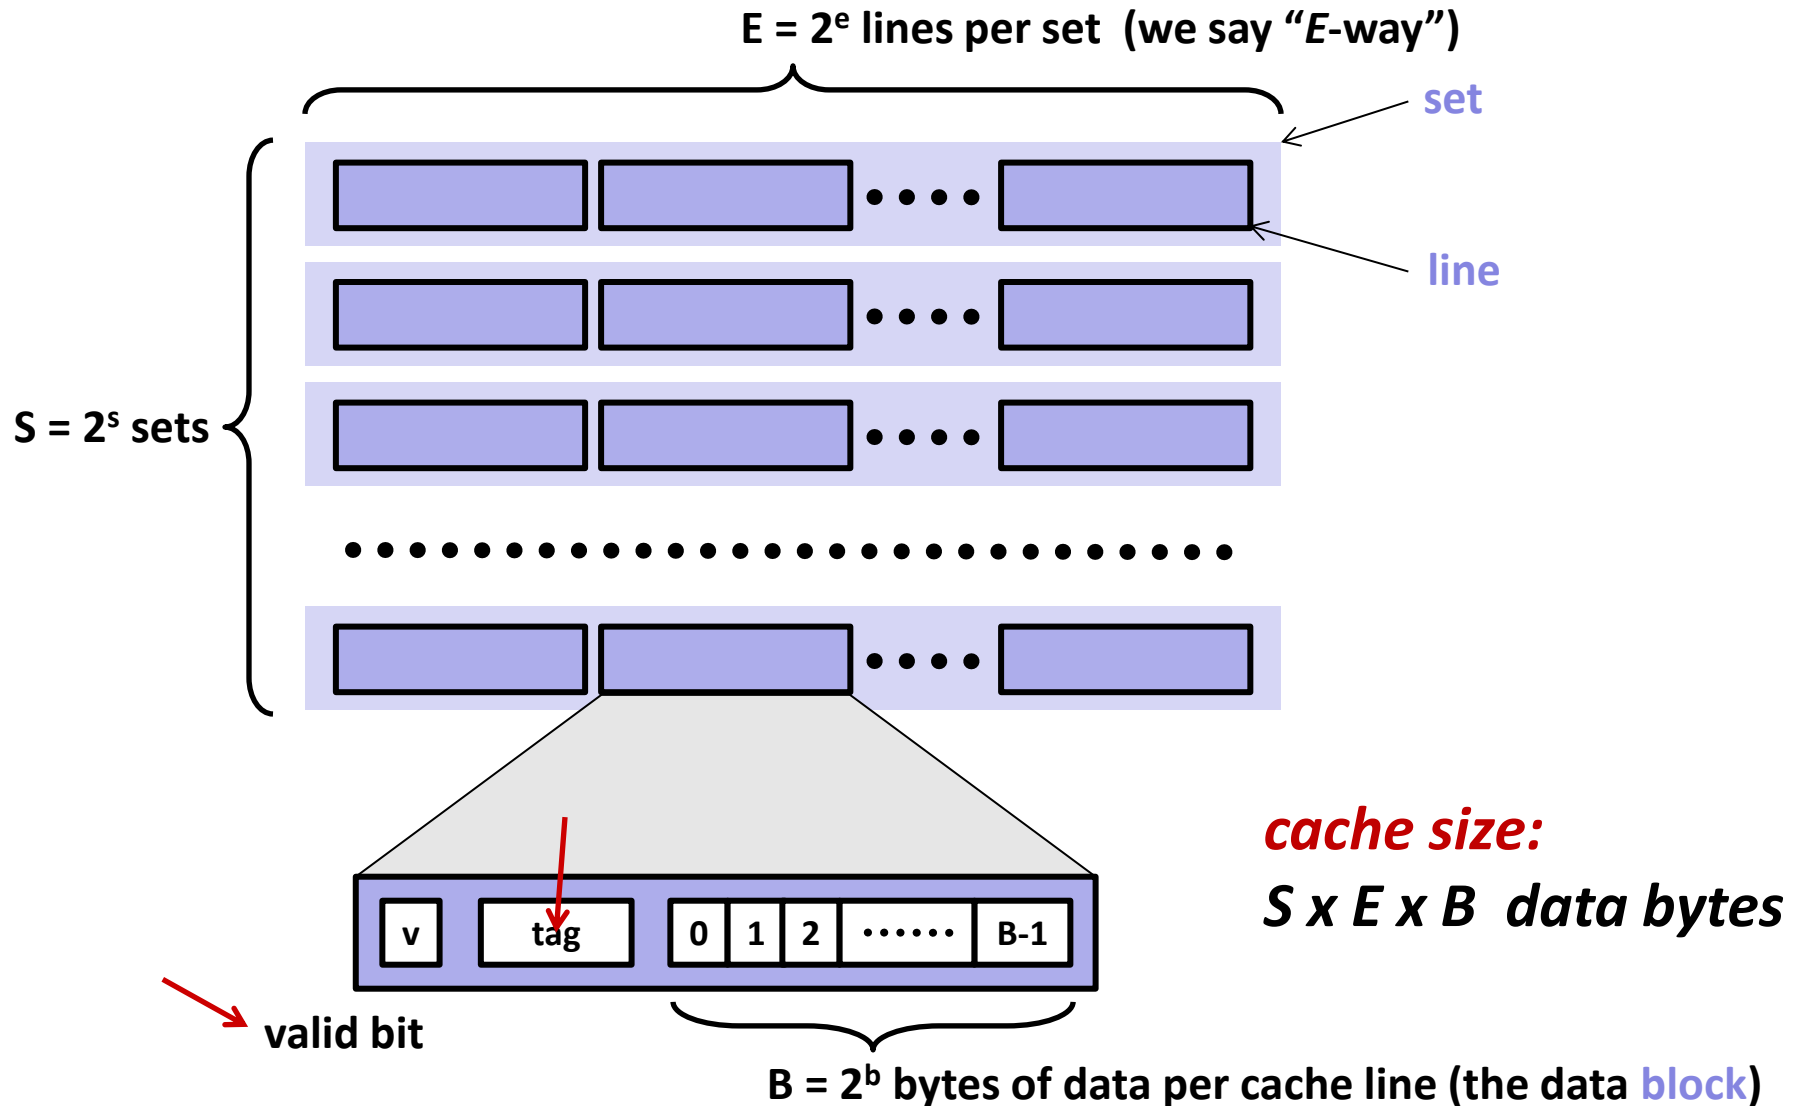 E = 2ᵉ lines per set (we say “E-way”)
set
line
S = 2ˢ sets
cache size:
S x E x B data bytes
v tag 0 1 2 ······ B-1
valid bit
B = 2ᵇ bytes of data per cache line (the data block)